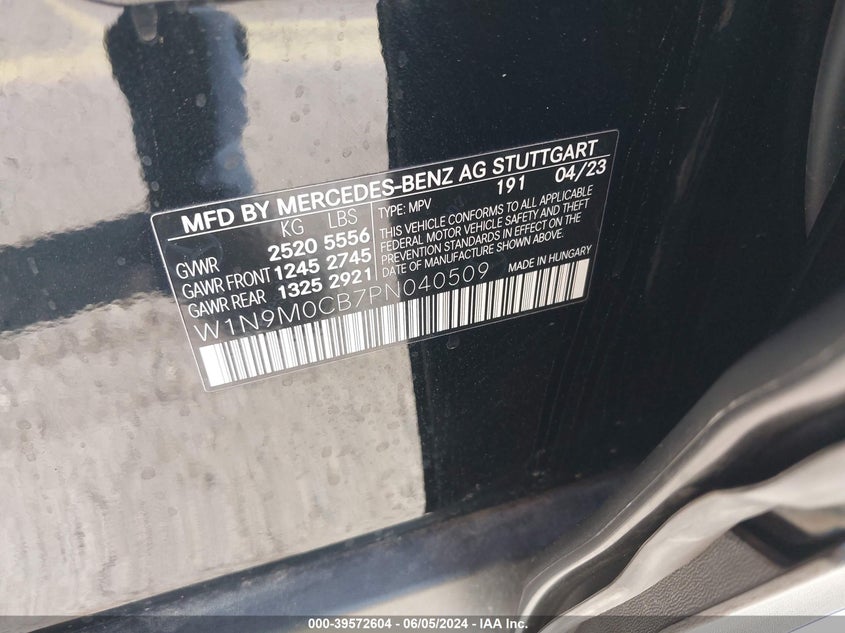 MFD BY MERCEDES-BENZ AG STUTTGART
KG LBS
191 04/23
GVWR 2520 5556
GAWR FRONT 1245 2745
GAWR REAR 1325 2921
TYPE: MPV
THIS VEHICLE CONFORMS TO ALL APPLICABLE
FEDERAL MOTOR VEHICLE SAFETY AND THEFT
PREVENTION STANDARDS IN EFFECT ON THE
DATE OF MANUFACTURE SHOWN ABOVE.
MADE IN HUNGARY
W1N9M0CB7PN040509
000-39572604 - 06/05/2024 - IAA Inc.